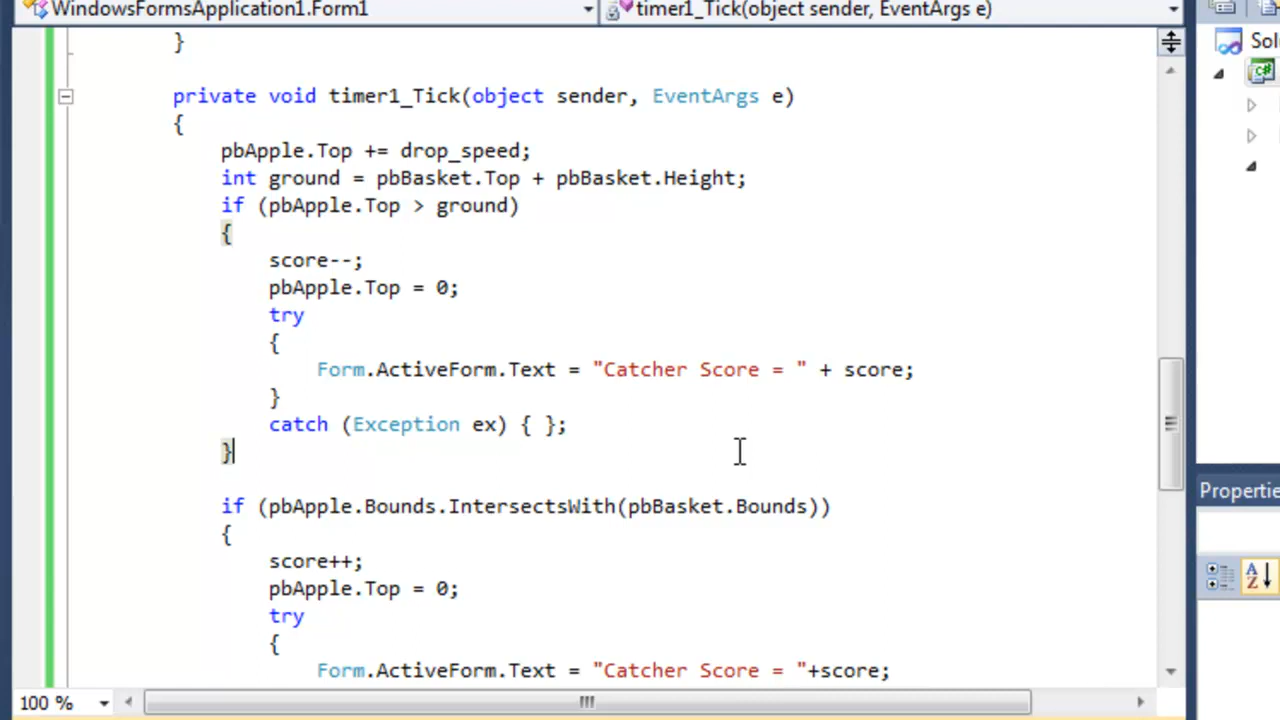 WindowsFormsApplication1.Form1
timer1_Tick(object sender, EventArgs e)
}
private void timer1_Tick(object sender, EventArgs e)
{
pbApple.Top += drop_speed;
int ground = pbBasket.Top + pbBasket.Height;
if (pbApple.Top > ground)
{
score--;
pbApple.Top = 0;
try
{
Form.ActiveForm.Text = "Catcher Score = " + score;
}
catch (Exception ex) { };
}
if (pbApple.Bounds.IntersectsWith(pbBasket.Bounds))
{
score++;
pbApple.Top = 0;
try
{
Form.ActiveForm.Text = "Catcher Score = "+score;
100 %
Sol
C#
Propertie
A
Z